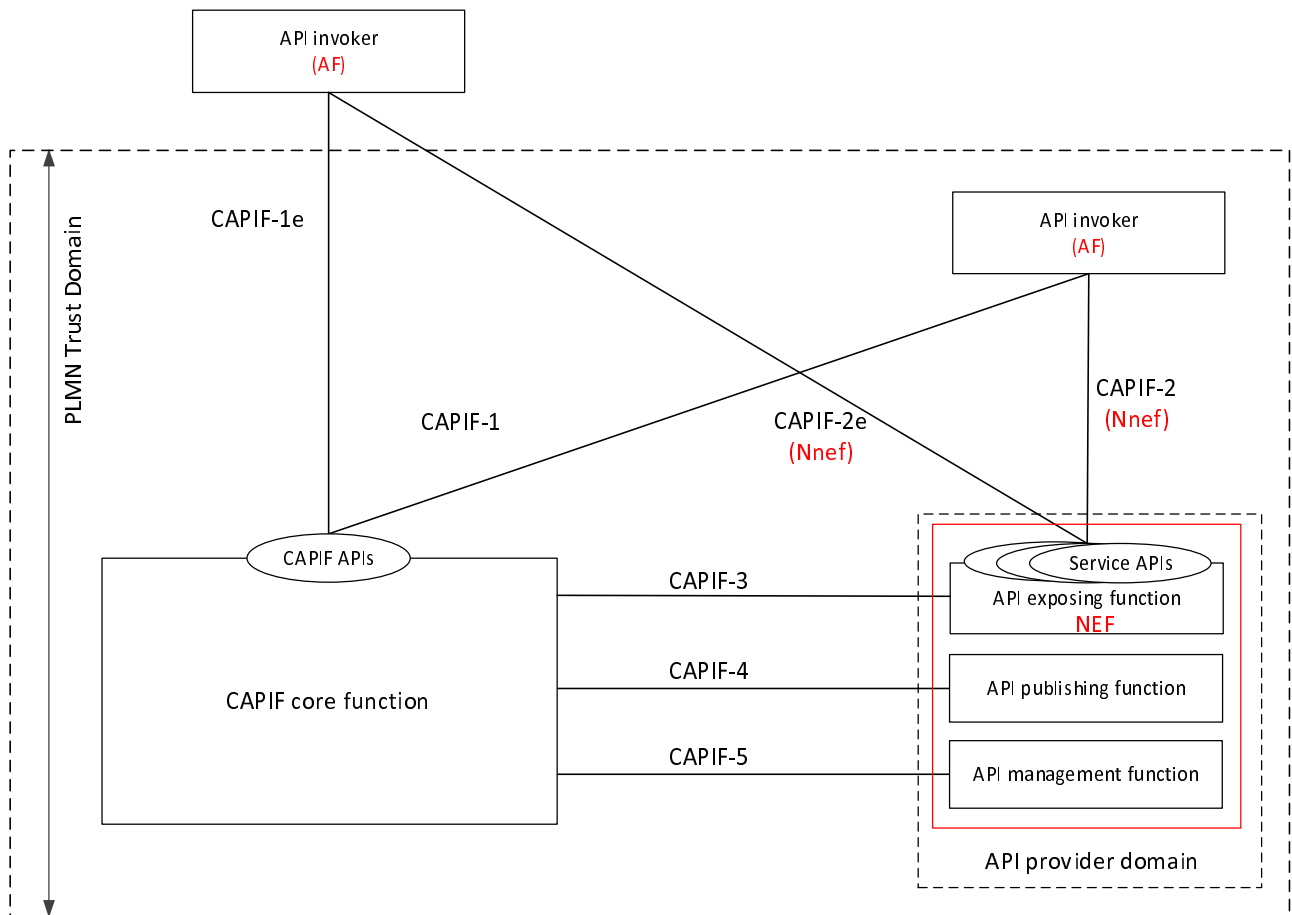 API invoker
(AF)
CAPIF-1e
PLMN Trust Domain
API invoker
(AF)
CAPIF-1
CAPIF-2e
(Nnef)
CAPIF-2
(Nnef)
CAPIF APIs
Service APIs
API exposing function
NEF
CAPIF-3
CAPIF core function
CAPIF-4
API publishing function
CAPIF-5
API management function
API provider domain